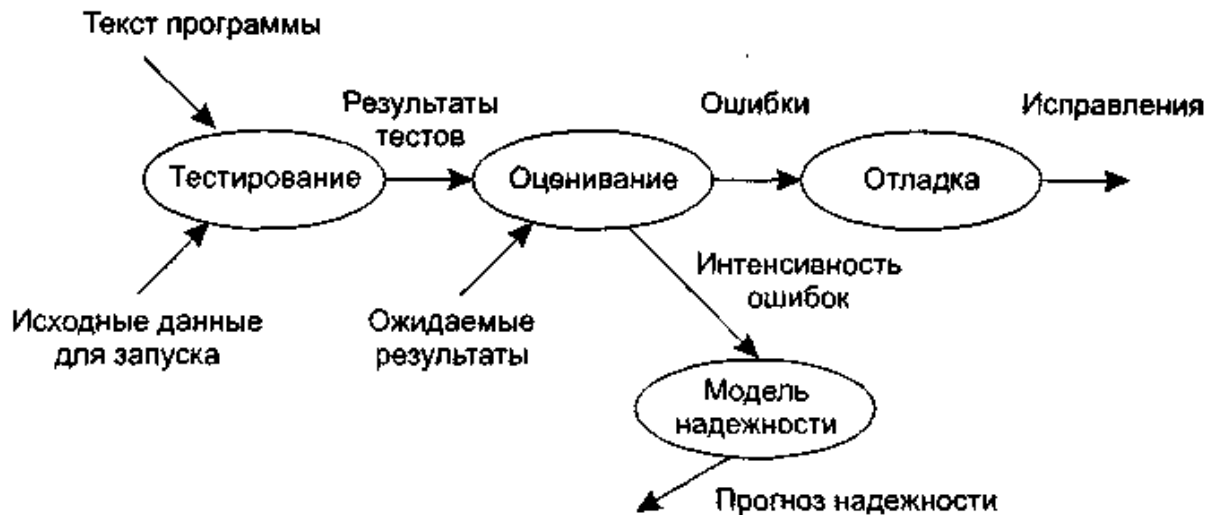 Текст программы
Результаты
тестов
Ошибки
Исправления
Тестирование
Оценивание
Отладка
Интенсивность
ошибок
Исходные данные
для запуска
Ожидаемые
результаты
Модель
надежности
Прогноз надежности